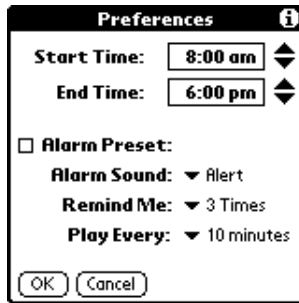 Preferences
Start Time: 8:00 am
End Time: 6:00 pm
Alarm Preset:
Alarm Sound: Alert
Remind Me: 3 Times
Play Every: 10 minutes
OK Cancel